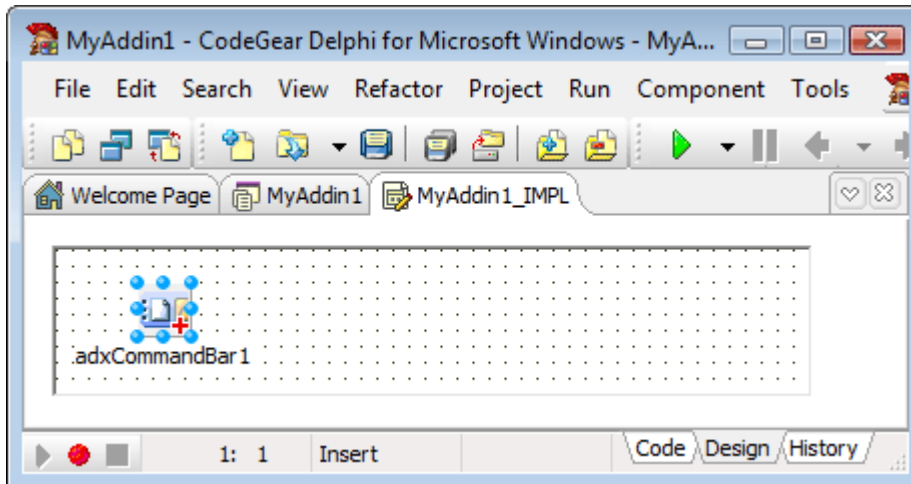 MyAddin1 - CodeGear Delphi for Microsoft Windows - MyA...
File Edit Search View Refactor Project Run Component Tools
Welcome Page MyAddin1 MyAddin1_IMPL
.adxCommandBar1
1: 1 Insert Code Design History